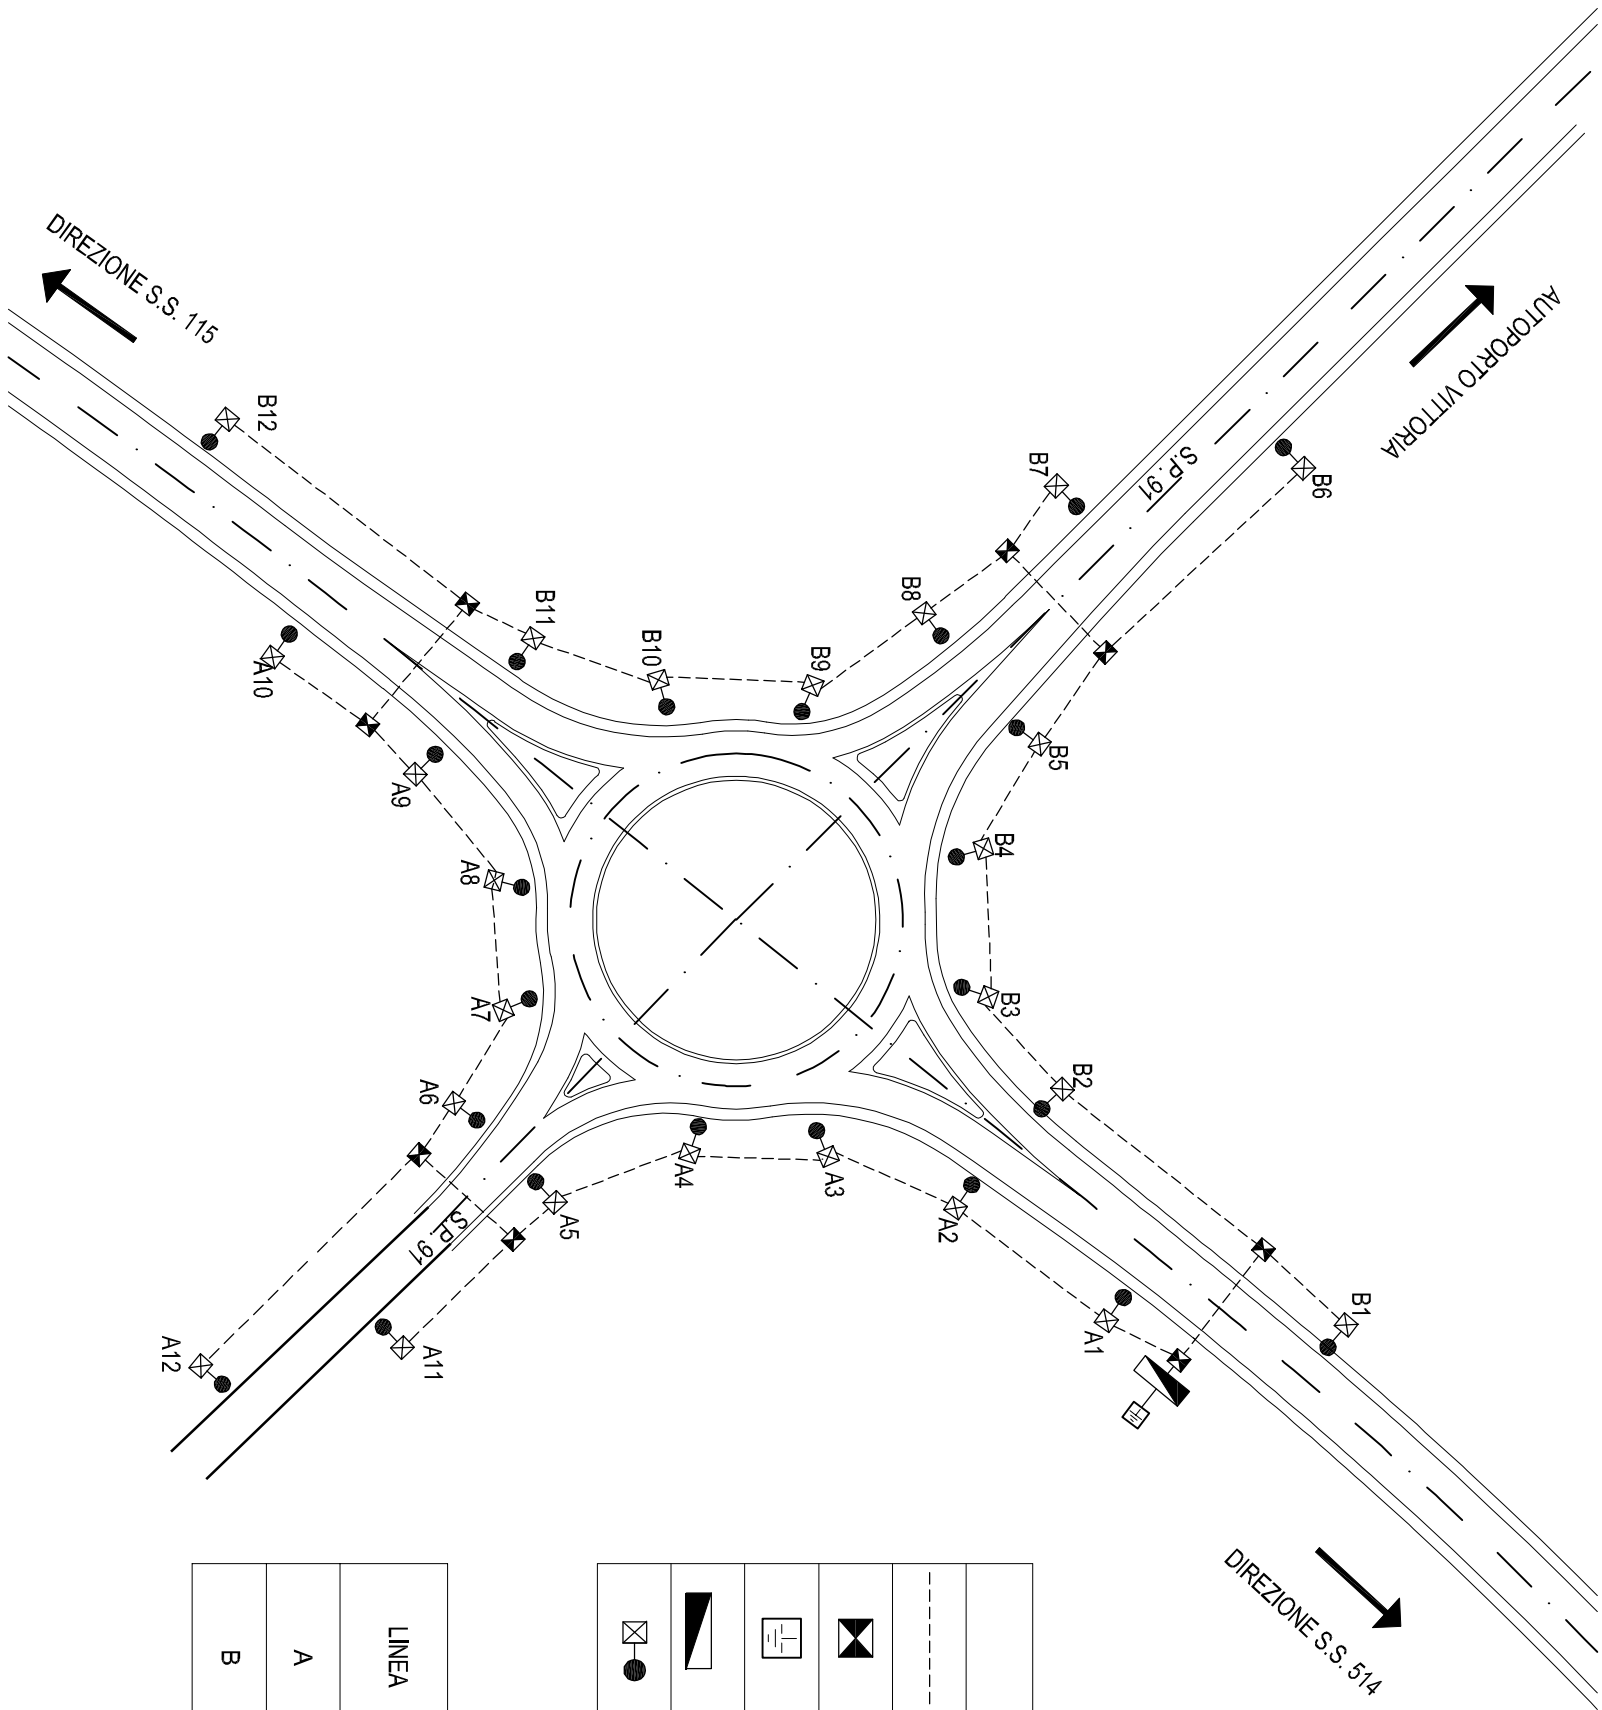 DIREZIONE S.S. 115
AUTOPORTO VITTORIA
S.P. 91
B12
B7
B6
B11
B10
B9
B8
B5
A10
A9
B4
A8
B3
A7
B2
A6
A4
A3
A5
A2
S.P. 91
B1
A1
A12
A11
DIREZIONE S.S. 514
LINEA
A
B